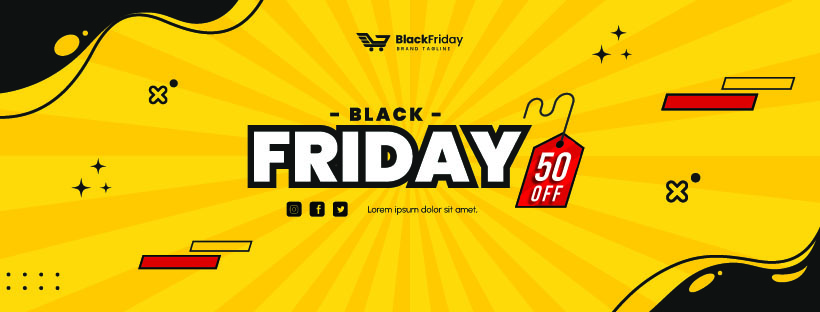 BlackFriday
BRAND TAGLINE
- BLACK -
FRIDAY
50
OFF
Lorem ipsum dolor sit amet.